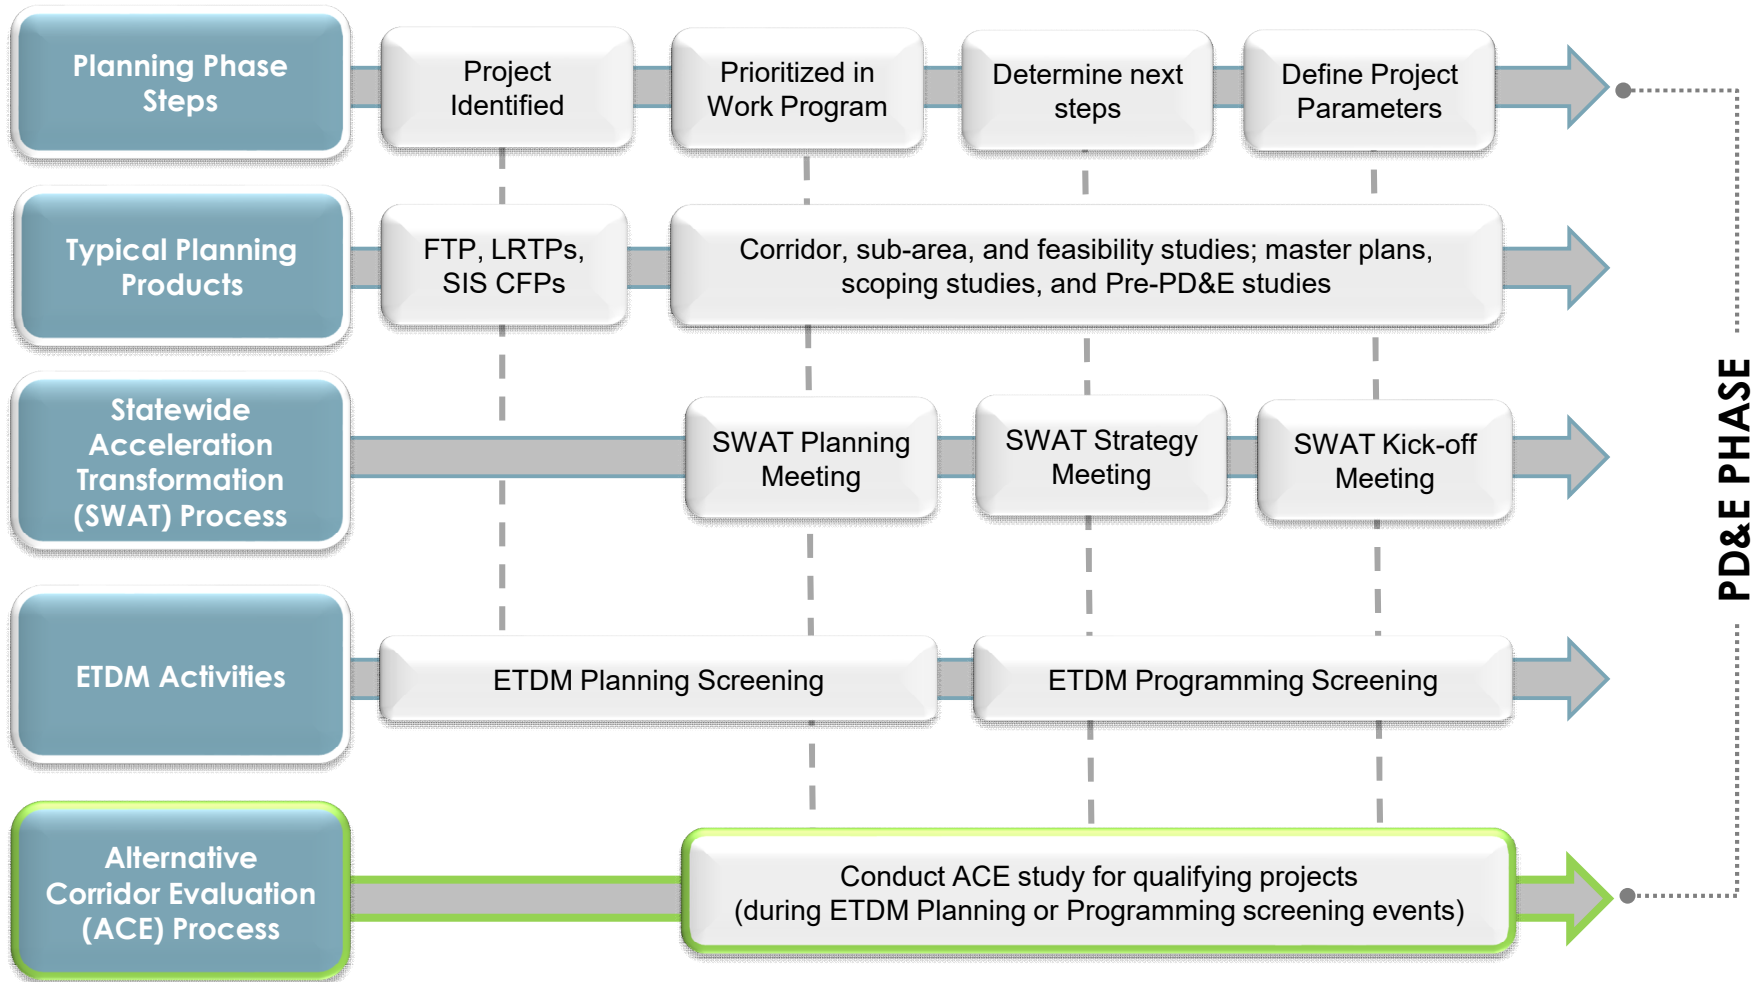 Planning Phase
Steps
Project
Identified
Prioritized in
Work Program
Determine next
steps
Define Project
Parameters
Typical Planning
Products
FTP, LRTPs,
SIS CFPs
Corridor, sub-area, and feasibility studies; master plans,
scoping studies, and Pre-PD&E studies
Statewide
Acceleration
Transformation
(SWAT) Process
SWAT Planning
Meeting
SWAT Strategy
Meeting
SWAT Kick-off
Meeting
ETDM Activities
ETDM Planning Screening
ETDM Programming Screening
Alternative
Corridor Evaluation
(ACE) Process
Conduct ACE study for qualifying projects
(during ETDM Planning or Programming screening events)
PD&E PHASE